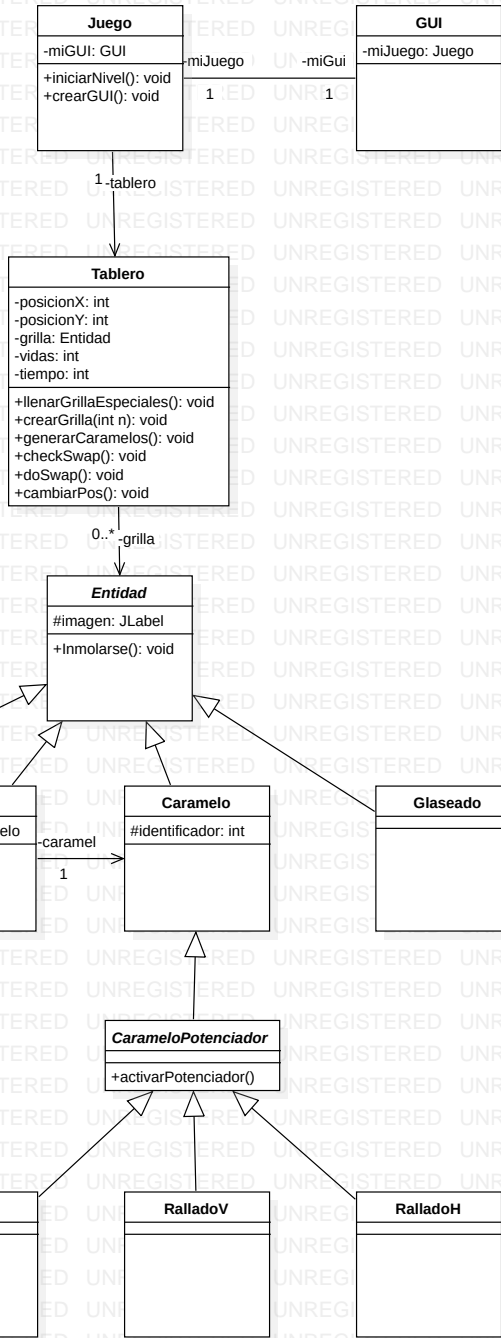 Juego
-miGUI: GUI
+iniciarNivel(): void
+crearGUI(): void
-miJuego
1
-miGui
1
GUI
-miJuego: Juego
1
-tablero
Tablero
-posicionX: int
-posicionY: int
-grilla: Entidad
-vidas: int
-tiempo: int
+llenarGrillaEspeciales(): void
+crearGrilla(int n): void
+generarCaramelos(): void
+checkSwap(): void
+doSwap(): void
+cambiarPos(): void
0..*
-grilla
Entidad
#imagen: JLabel
+Inmolarse(): void
elo
-caramel
1
Caramelo
#identificador: int
Glaseado
CarameloPotenciador
+activarPotenciador()
RalladoV
RalladoH